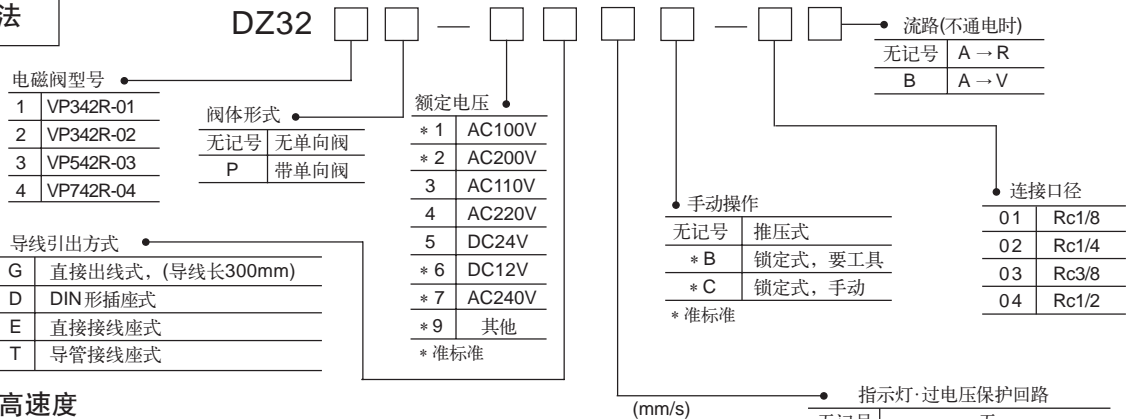 法
DZ32 □ □ — □ □ □ □ — □ □
流路(不通电时)
无记号 A→R
B A→V
电磁阀型号
1 VP342R-01
2 VP342R-02
3 VP542R-03
4 VP742R-04
阀体形式
无记号 无单向阀
P 带单向阀
额定电压
*1 AC100V
*2 AC200V
3 AC110V
4 AC220V
5 DC24V
*6 DC12V
*7 AC240V
*9 其他
*准标准
手动操作
无记号 推压式
*B 锁定式，要工具
*C 锁定式，手动
*准标准
连接口径
01 Rc1/8
02 Rc1/4
03 Rc3/8
04 Rc1/2
导线引出方式
G 直接出线式，(导线长300mm)
D DIN形插座式
E 直接接线座式
T 导管接线座式
高速度
(mm/s)
指示灯·过电压保护回路
无记号 无